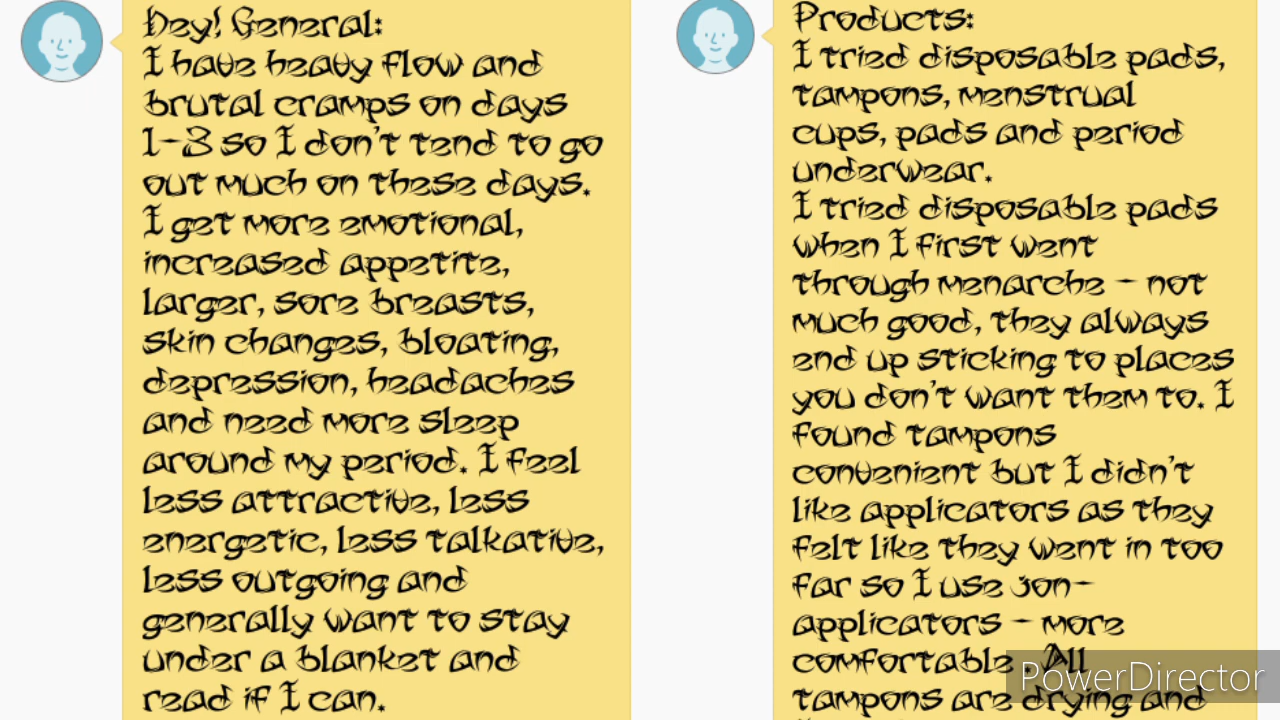 Hey! General:
I have heavy flow and
brutal cramps on days
1-3 so I don't tend to go
out much on these days.
I get more emotional,
increased appetite,
larger, sore breasts,
skin changes, bloating,
depression, headaches
and need more sleep
around my period. I feel
less attractive, less
energetic, less talkative,
less outgoing and
generally want to stay
under a blanket and
read if I can.
Products:
I tried disposable pads,
tampons, menstrual
cups, pads and period
underwear.
I tried disposable pads
when I first went
through menarche - not
much good, they always
end up sticking to places
you don't want them to. I
found tampons
convenient but I didn't
like applicators as they
felt like they went in too
far so I use jon-
applicators - more
comfortable. All
tampons are drying and
PowerDirector